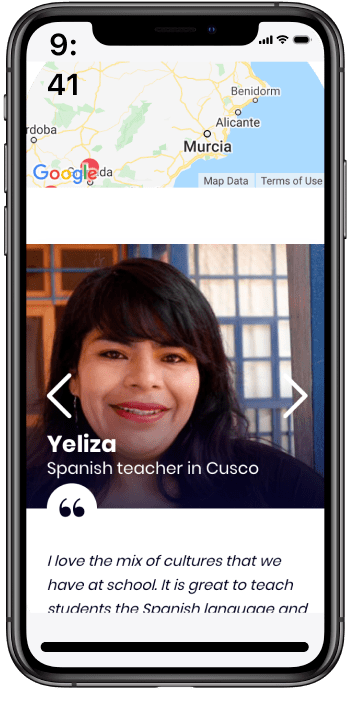 9:
41
Benidorm
Alicante
rdoba
Murcia
Google
da
Map Data
Terms of Use
Yeliza
Spanish teacher in Cusco
“
I love the mix of cultures that we
have at school. It is great to teach
students the Spanish language and